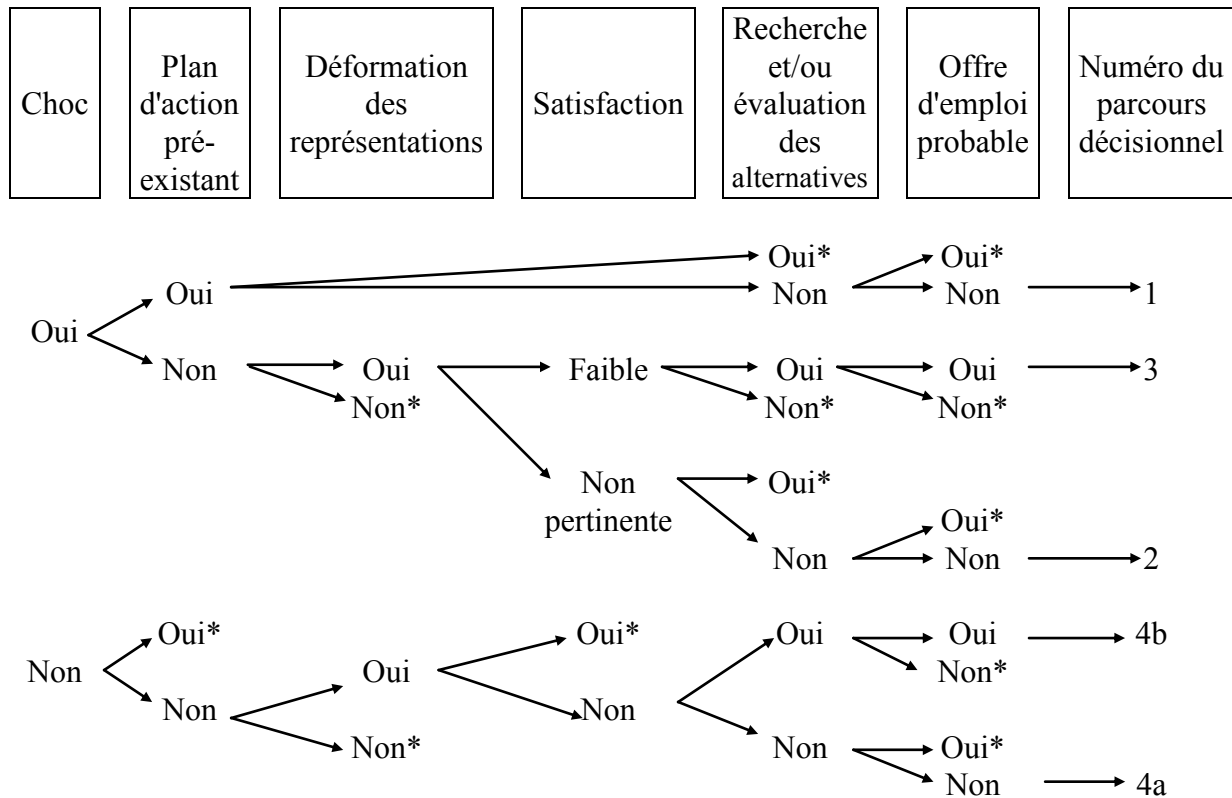 Choc
Plan
d'action
pré-
existant
Déformation
des
représentations
Satisfaction
Recherche
et/ou
évaluation
des
alternatives
Offre
d'emploi
probable
Numéro du
parcours
décisionnel
Oui* Oui*
Oui Non Non 1
Oui
Non Oui Faible Oui Oui 3
Non* Non* Non*
Non
pertinente
Oui*
Oui*
Non Non 2
Oui* Oui* Oui Oui 4b
Non Oui Non*
Non Non
Non* Non Oui*
Non 4a